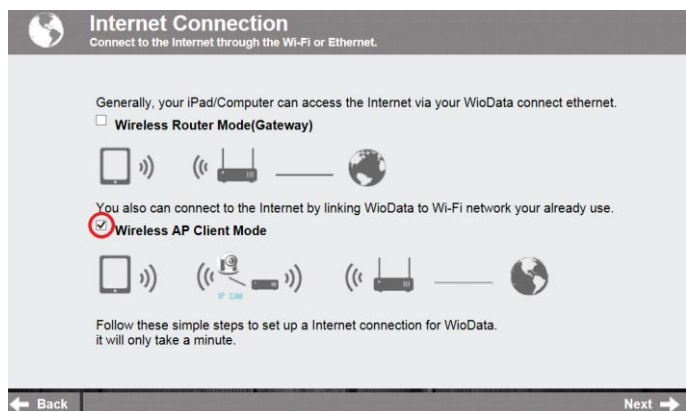 Internet Connection
Connect to the Internet through the Wi-Fi or Ethernet.
Generally, your iPad/Computer can access the Internet via your WioData connect ethernet.
Wireless Router Mode(Gateway)
You also can connect to the Internet by linking WioData to Wi-Fi network your already use.
Wireless AP Client Mode
IP CAM
Follow these simple steps to set up a Internet connection for WioData.
it will only take a minute.
Back
Next